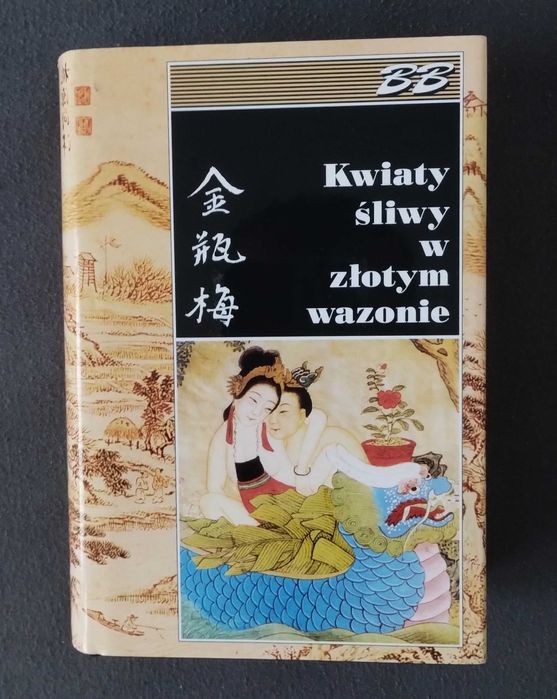 BB
金瓶梅
Kwiaty
śliwy
w
złotym
wazonie